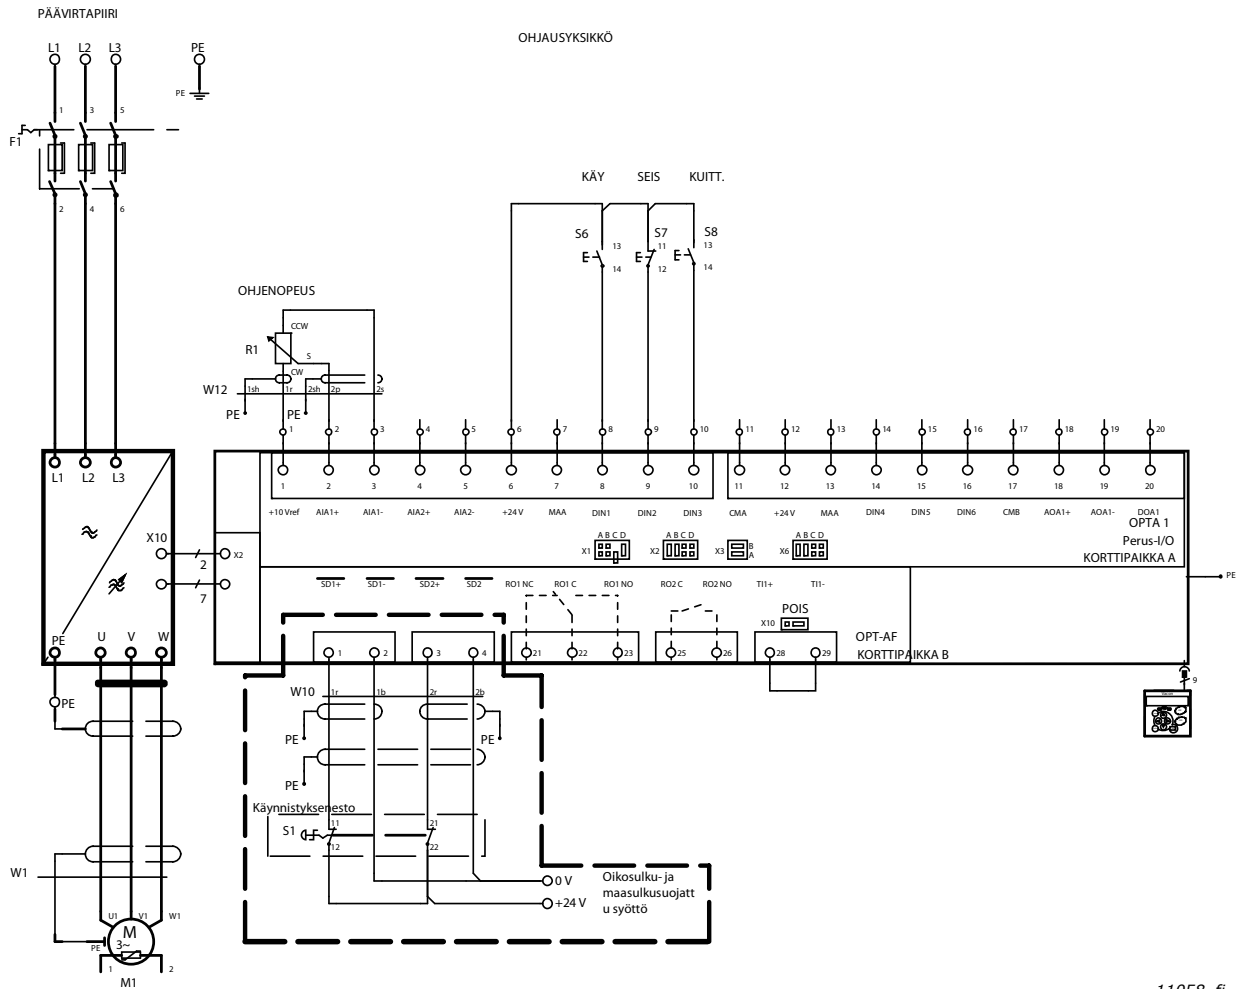 PÄÄVIRTAPIIRI
OHJAUSYKSIKKÖ
L1 L2 L3 PE
PE
1 3 5
F1
2 4 6
KÄY SEIS KUITT.
S6 S7 S8
13 11 13
14 12 14
OHJENOPEUS
CCW
R1
S
CW
W12
1sh 1r 2sh 2p 2s
PE PE
1 2 3 4 5 6 7 8 9 10 11 12 13 14 15 16 17 18 19 20
L1 L2 L3
1 2 3 4 5 6 7 8 9 10 11 12 13 14 15 16 17 18 19 20
+10 Vref AIA1+ AIA1- AIA2+ AIA2- +24 V MAA DIN1 DIN2 DIN3 CMA +24 V MAA DIN4 DIN5 DIN6 CMB AOA1+ AOA1- DOA1
OPTA 1
Perus-I/O
KORTTIPAIKKA A
A B C D A B C D B A B C D
X1 X2 X3 A X6
X10 X2
2
7
PE
SD1+ SD1- SD2+ SD2 RO1 NC RO1 C RO1 NO RO2 C RO2 NO TI1+ TI1-
POIS
X10
OPT-AF
KORTTIPAIKKA B
PE U V W
1 2 3 4 21 22 23 25 26 28 29
9
W10
1r 1b 2r 2b
PE
PE PE
PE
Käynnistyksenesto
S1
11 21
12 22
0 V
+24 V
Oikosulku- ja
maasulkusuojatt
u syöttö
W1
U1 V1 W1
M
3~
PE
1 2
M1